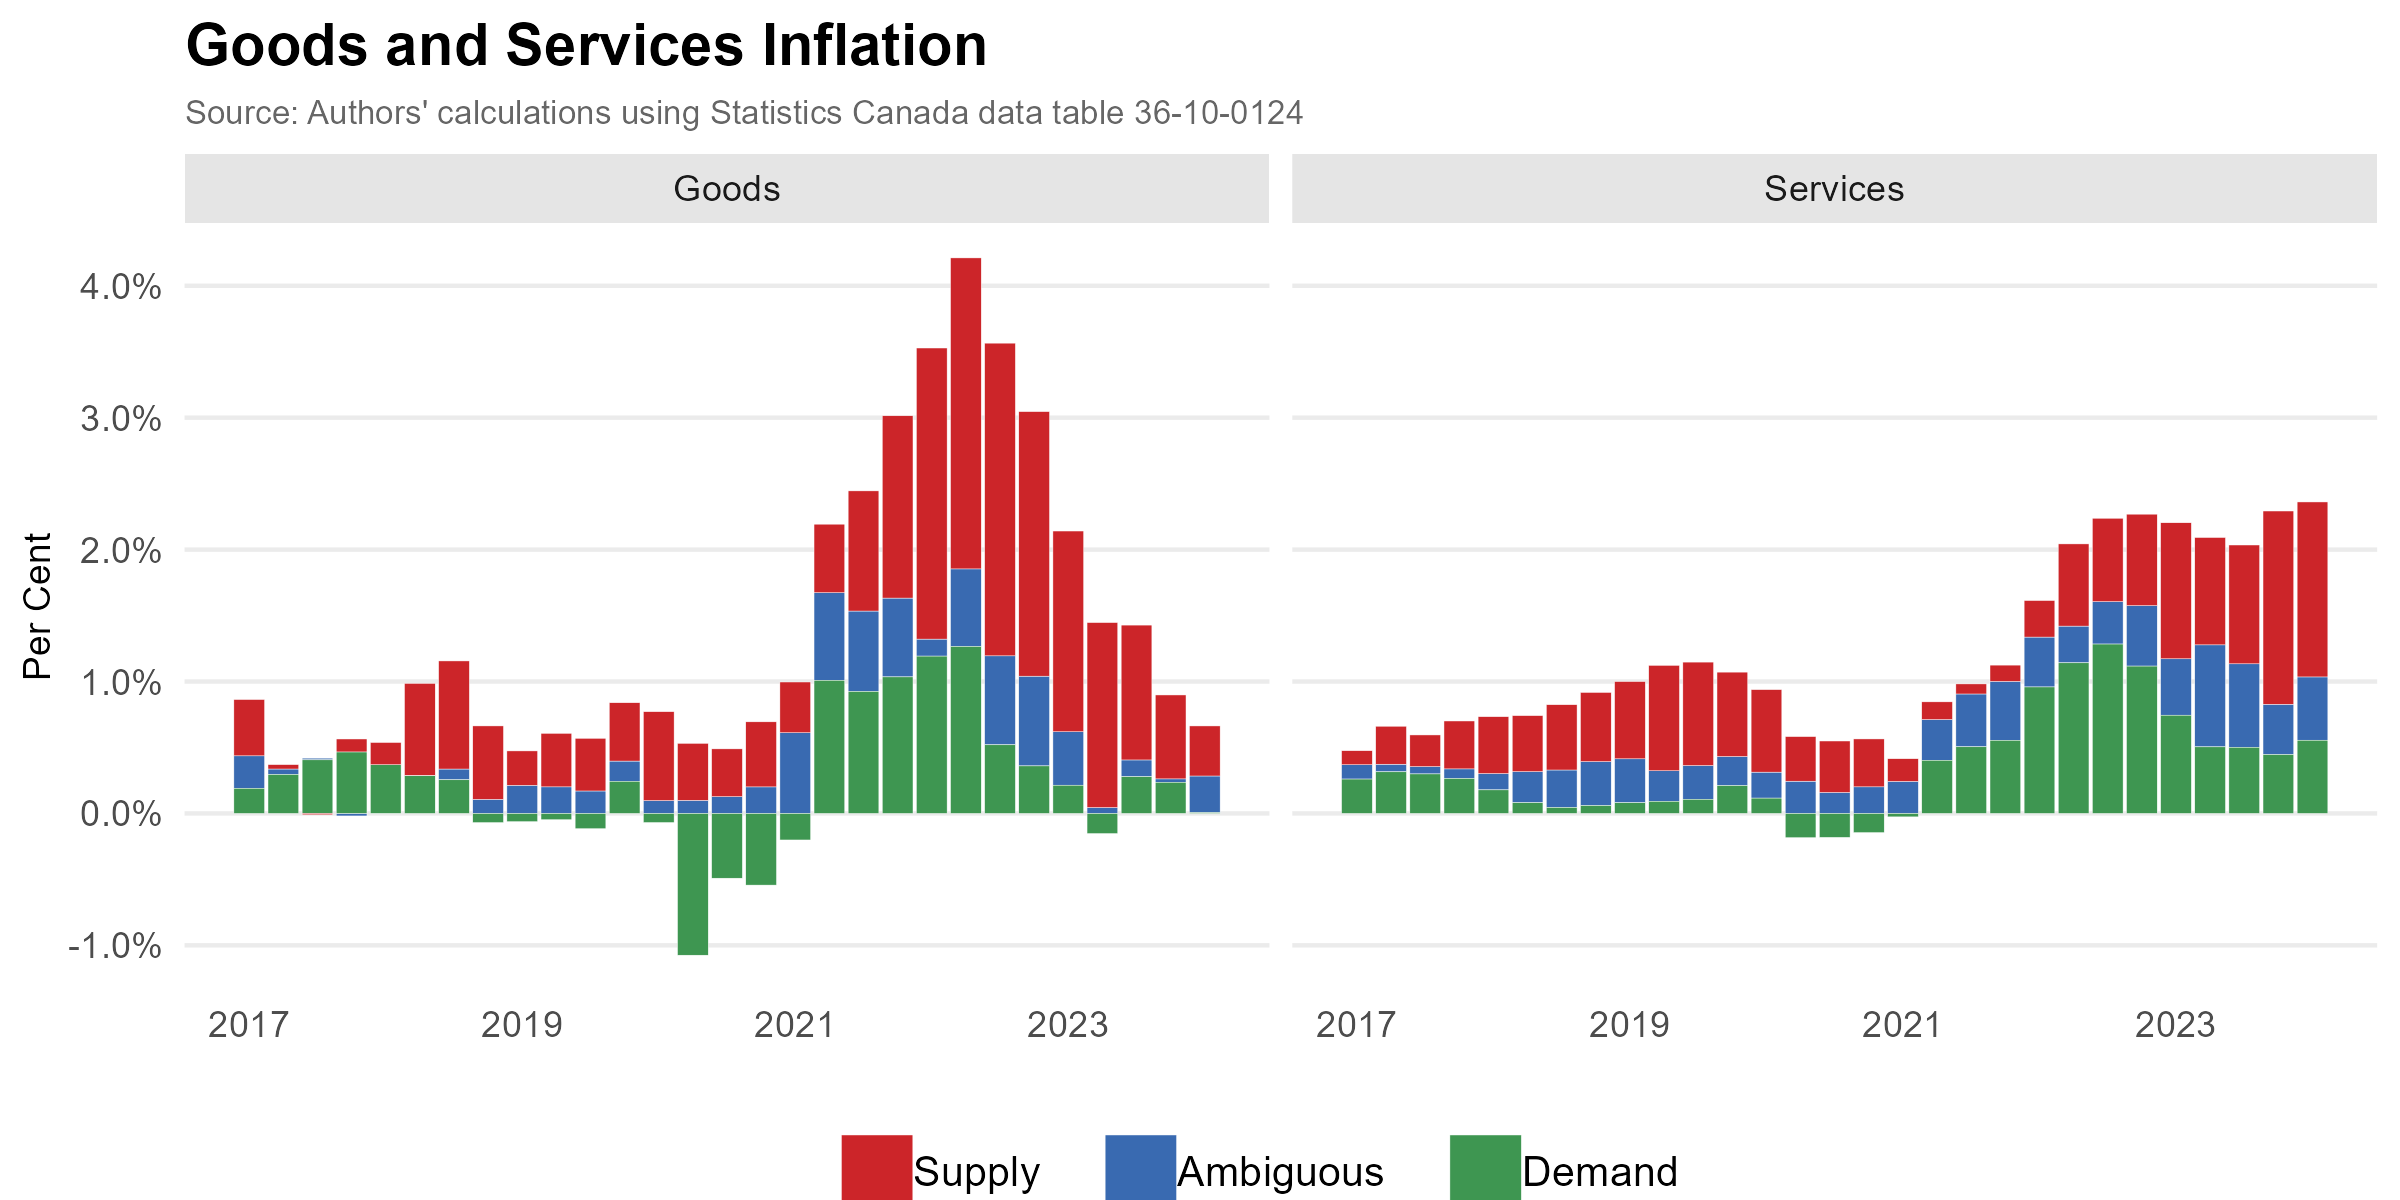 Goods and Services Inflation
Source: Authors' calculations using Statistics Canada data table 36-10-0124
Goods
Services
Per Cent
4.0%
3.0%
2.0%
1.0%
0.0%
-1.0%
2017 2019 2021 2023
2017 2019 2021 2023
Supply Ambiguous Demand